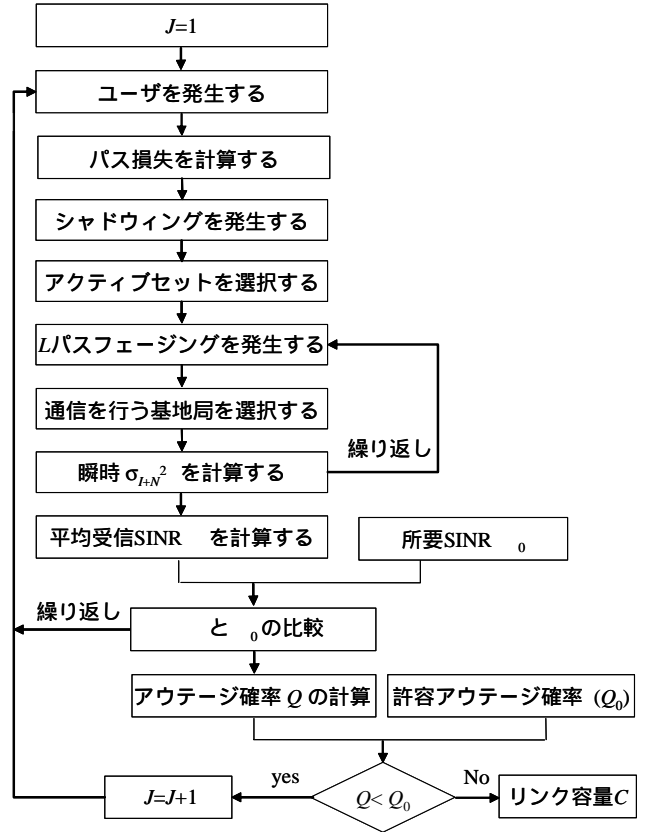 J=1
ユーザを発生する
パス損失を計算する
シャドウィングを発生する
アクティブセットを選択する
Lパスフェージングを発生する
通信を行う基地局を選択する
繰り返し
瞬時 σI+N² を計算する
平均受信SINR を計算する
所要SINR 0
繰り返し
と 0の比較
アウテージ確率 Q の計算
許容アウテージ確率 (Q0)
yes
No
J=J+1
Q< Q0
リンク容量C